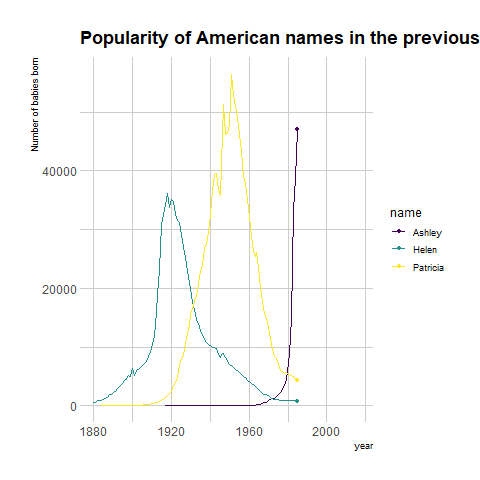 Popularity of American names in the previous
Number of babies born
40000
20000
0
1880 1920 1960 2000
year
name
Ashley
Helen
Patricia